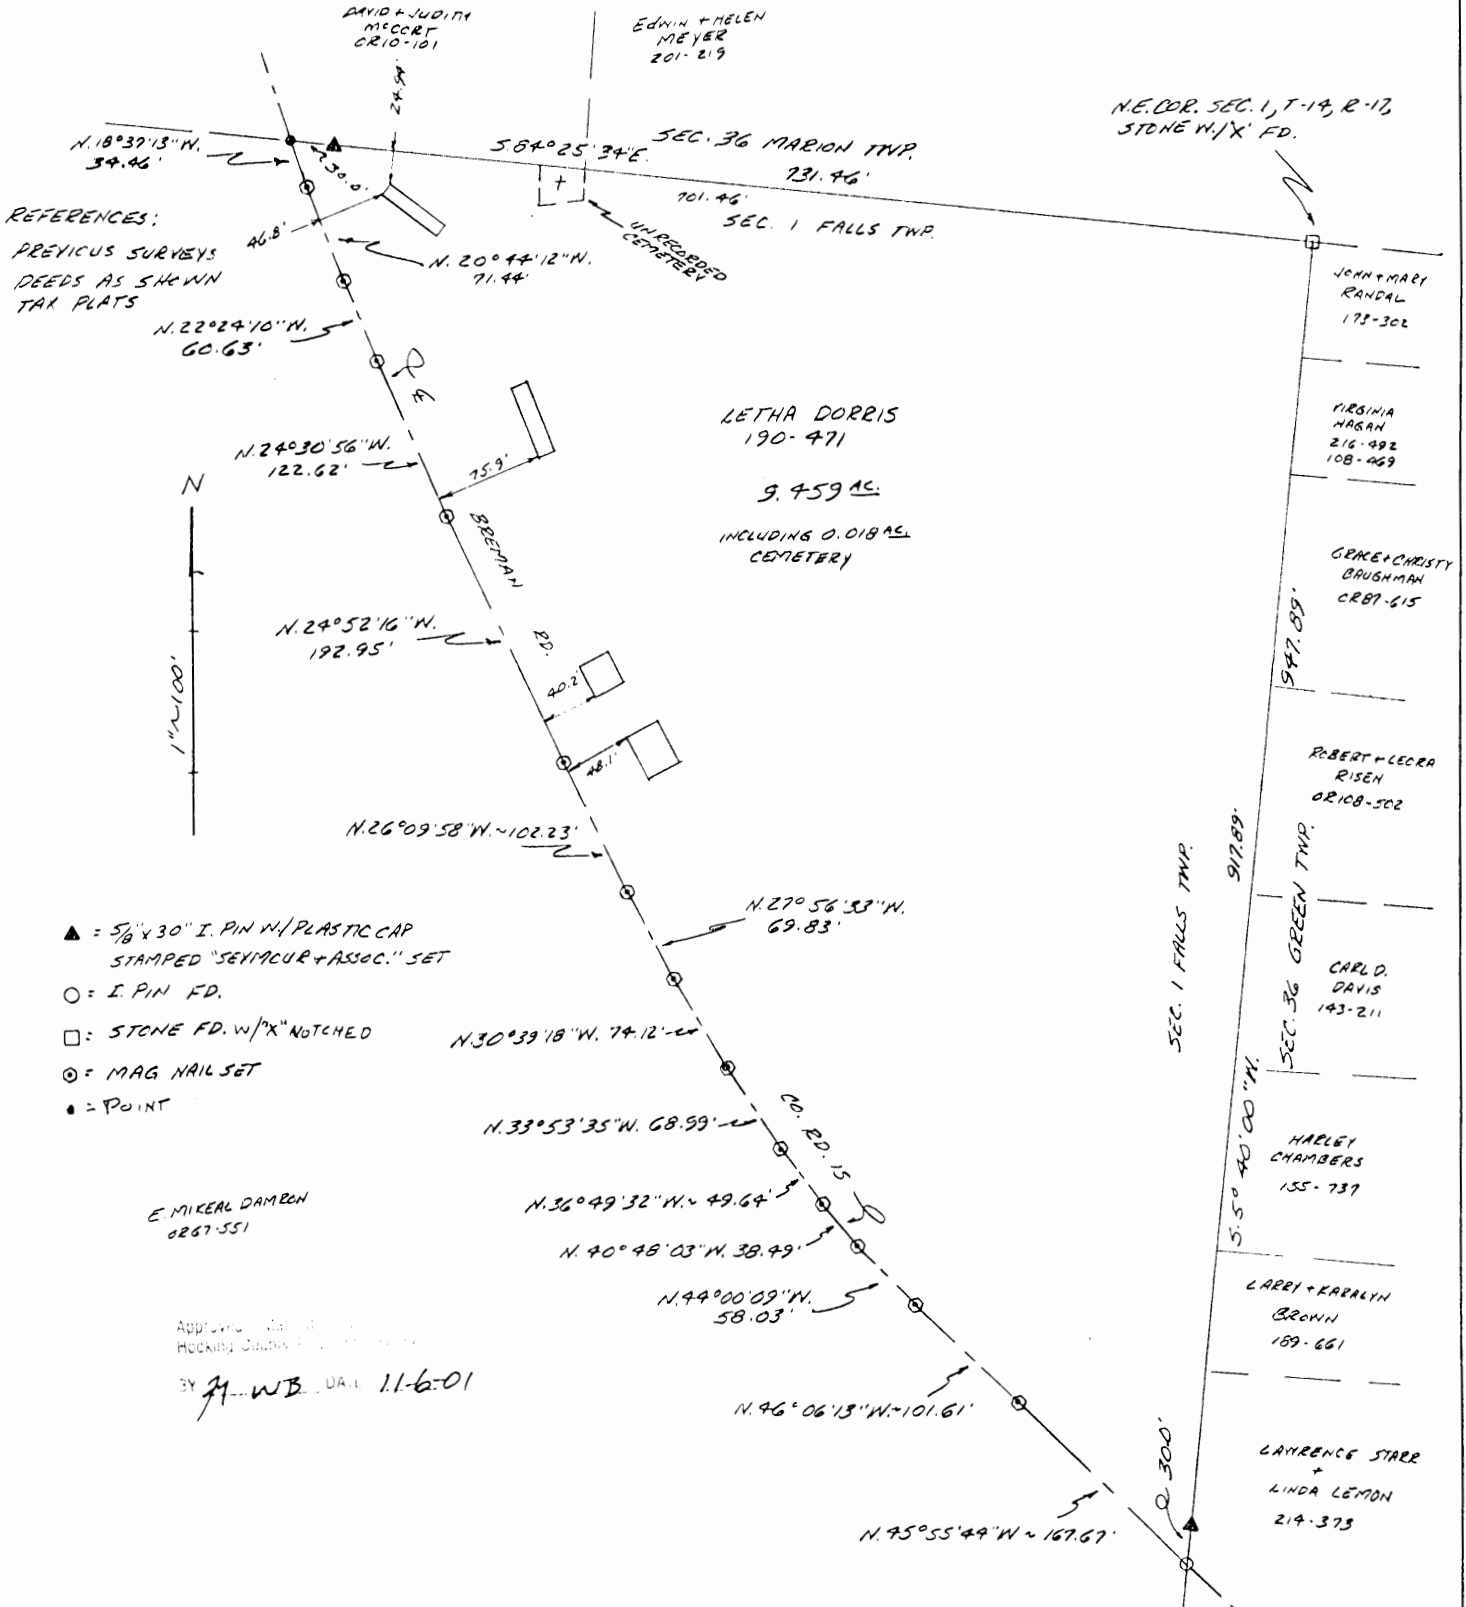 DAVID + JUDITH
McCORT
OR10-101
EDWIN + HELEN
MEYER
201-219
24.54'
N.E. COR. SEC. 1, T-14, R-17,
STONE W/"X" FD.
N.18°37'13"W.
34.46'
30.0'
S.84°25'34"E.
SEC. 36 MARION TWP.
731.46'
701.46'
SEC. 1 FALLS TWP.
+
UNRECORDED
CEMETERY
REFERENCES:
PREVIOUS SURVEYS
DEEDS AS SHOWN
TAX PLATS
46.8'
N. 20°44'12"W.
71.44'
N.22°24'10"W.
60.63'
JOHN + MARY
RANDAL
173-302
VIRGINIA
HAGAN
216-492
108-469
LETHA DORRIS
190-471
9.459 AC.
INCLUDING 0.018 AC.
CEMETERY
N.24°30'56"W.
122.62'
75.9'
N
1"~100'
BREMAN
RD.
GRACE + CHRISTY
BAUGHMAN
OR87-615
N.24°52'16"W.
192.95'
947.89'
40.2'
48.1'
ROBERT + LEORA
RISEN
OR108-502
N.26°09'58"W.~102.23'
917.89'
SEC. 1 FALLS TWP.
SEC. 36 GREEN TWP.
N.27°56'33"W.
69.83'
▲ = 5/8" x 30" I. PIN W/PLASTIC CAP
STAMPED "SEYMOUR + ASSOC." SET
○ = I. PIN FD.
□ = STONE FD. W/"X" NOTCHED
⊙ = MAG NAIL SET
• = POINT
CARL D.
DAVIS
143-211
N.30°39'18"W. 74.12'
N.33°53'35"W. 68.99'
CO. RD. 15
S.5°40'00"W.
HARLEY
CHAMBERS
155-737
N.36°49'32"W.~ 49.64'
E. MIKEAL DAMRON
OR67-551
N.40°48'03"W. 38.49'
N.44°00'09"W.
58.03'
LARRY + KARALYN
BROWN
189-661
Approved
Hocking County
BY WB DATE 11-6-01
N.46°06'13"W.~101.61'
30.0'
LAWRENCE STARR
+
LINDA LEMON
214-373
N.45°55'44"W ~ 167.67'